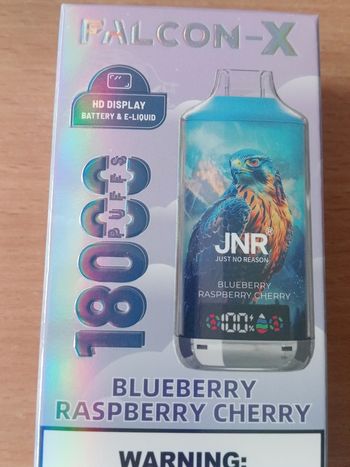 FALCON-X
HD DISPLAY
BATTERY & E-LIQUID
18000
PUFFS
JNR®
JUST NO REASON
BLUEBERRY
RASPBERRY CHERRY
100%
BLUEBERRY
RASPBERRY CHERRY
WARNING: